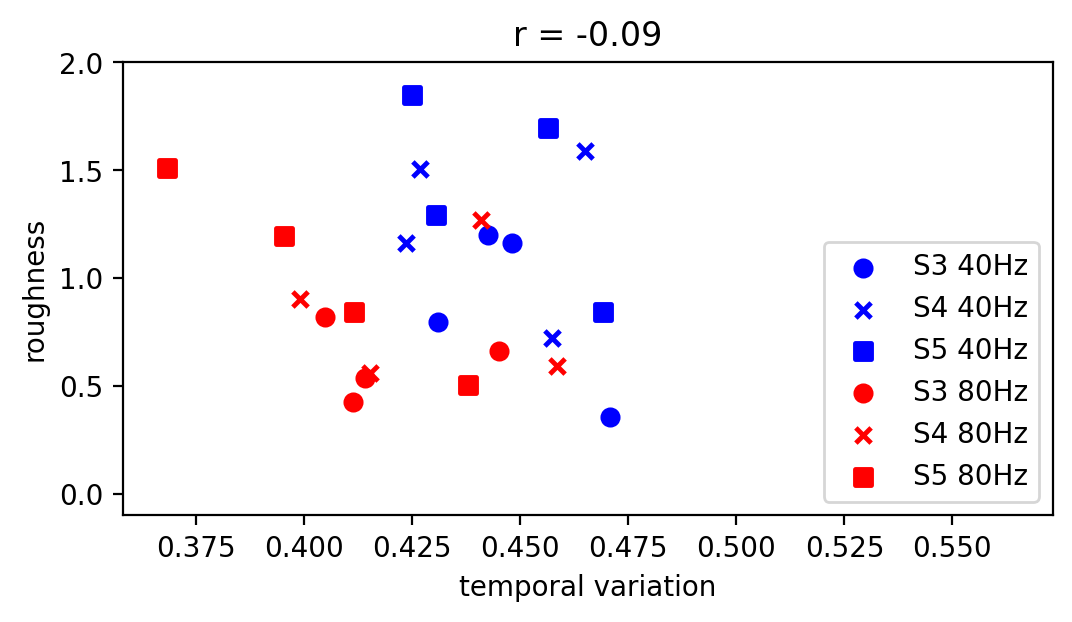 r = -0.09
2.0
1.5
1.0
0.5
0.0
roughness
S3 40Hz
S4 40Hz
S5 40Hz
S3 80Hz
S4 80Hz
S5 80Hz
0.375 0.400 0.425 0.450 0.475 0.500 0.525 0.550
temporal variation